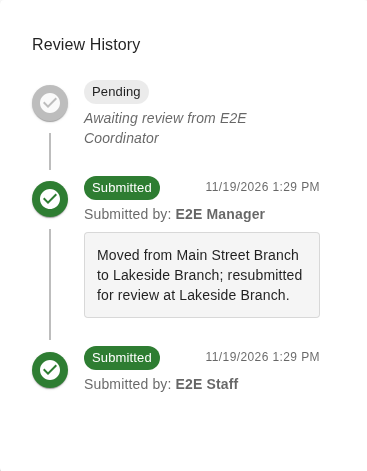 Review History
Pending
Awaiting review from E2E
Coordinator
Submitted 11/19/2026 1:29 PM
Submitted by: E2E Manager
Moved from Main Street Branch
to Lakeside Branch; resubmitted
for review at Lakeside Branch.
Submitted 11/19/2026 1:29 PM
Submitted by: E2E Staff